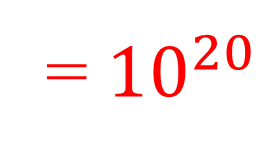 = 10²⁰